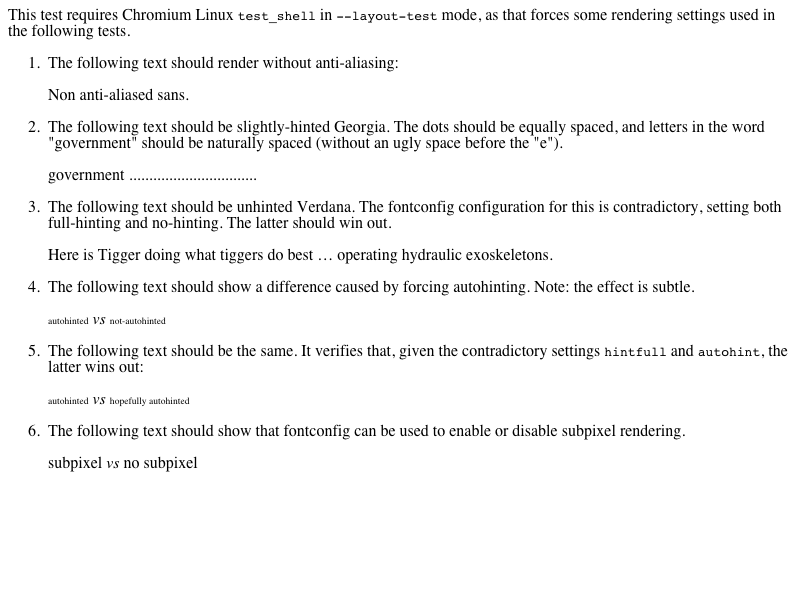 This test requires Chromium Linux test_shell in --layout-test mode, as that forces some rendering settings used in
the following tests.
1. The following text should render without anti-aliasing:
Non anti-aliased sans.
2. The following text should be slightly-hinted Georgia. The dots should be equally spaced, and letters in the word
"government" should be naturally spaced (without an ugly space before the "e").
government ................................
3. The following text should be unhinted Verdana. The fontconfig configuration for this is contradictory, setting both
full-hinting and no-hinting. The latter should win out.
Here is Tigger doing what tiggers do best … operating hydraulic exoskeletons.
4. The following text should show a difference caused by forcing autohinting. Note: the effect is subtle.
autohinted vs not-autohinted
5. The following text should be the same. It verifies that, given the contradictory settings hintfull and autohint, the
latter wins out:
autohinted vs hopefully autohinted
6. The following text should show that fontconfig can be used to enable or disable subpixel rendering.
subpixel vs no subpixel